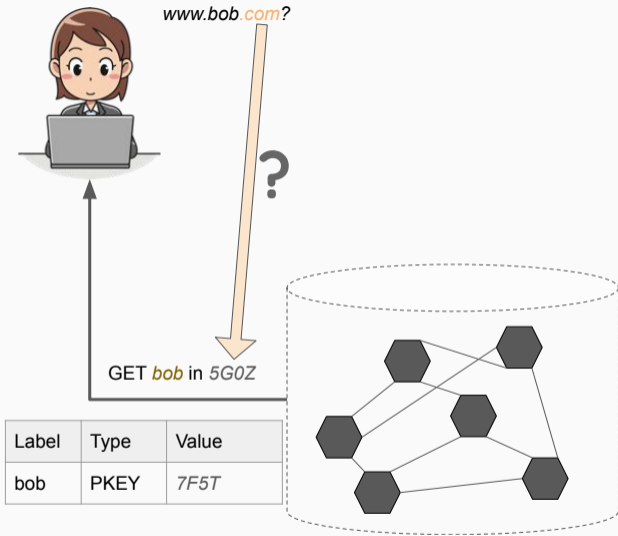 www.bob.com?
?
GET bob in 5G0Z
Label Type Value
bob PKEY 7F5T